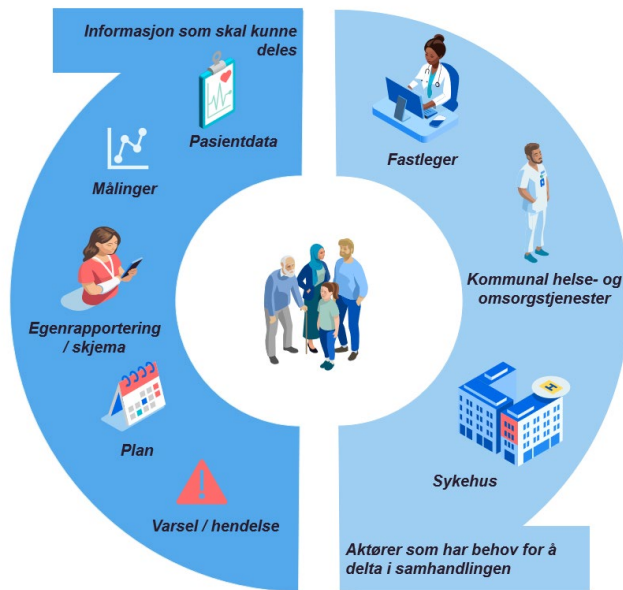 Informasjon som skal kunne
deles
Pasientdata
Målinger
Egenrapportering
/ skjema
Plan
Varsel / hendelse
Fastleger
Kommunal helse- og
omsorgstjenester
H
Sykehus
Aktører som har behov for å
delta i samhandlingen